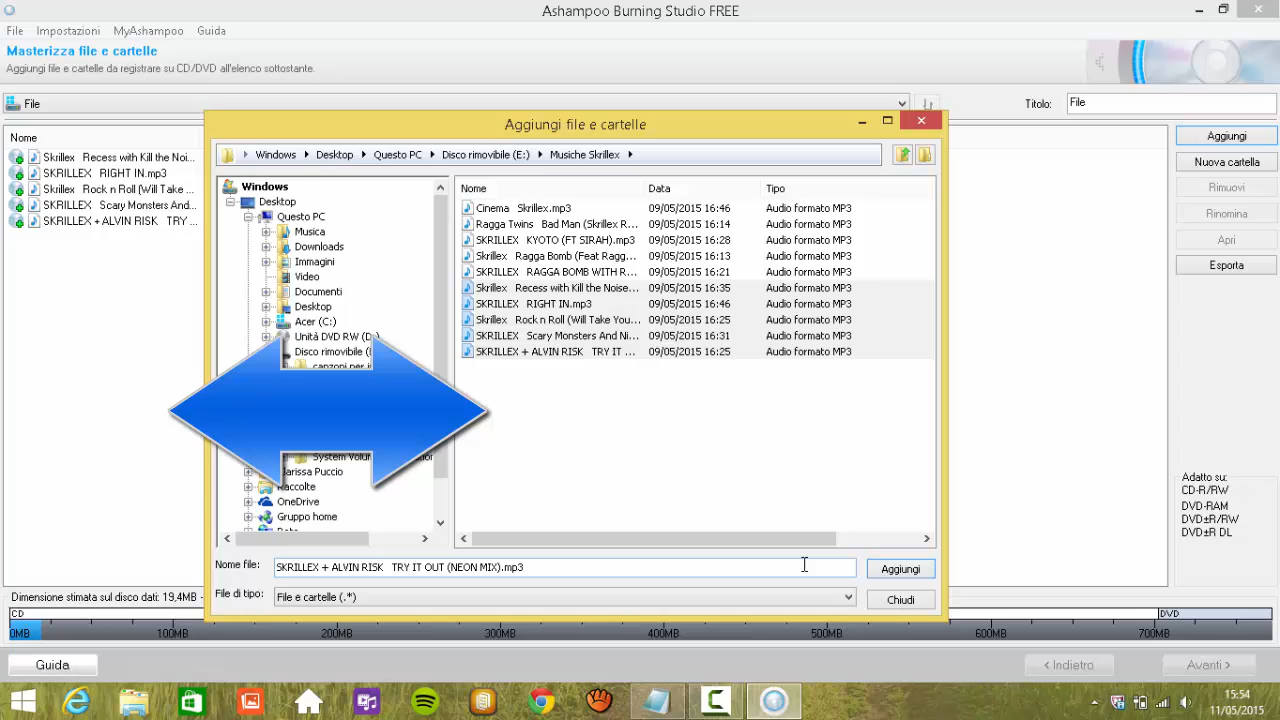 Ashampoo Burning Studio FREE
File Impostazioni MyAshampoo Guida
Masterizza file e cartelle
Aggiungi file e cartelle da registrare su CD/DVD all'elenco sottostante.
File
Titolo: File
Nome
Skrillex Recess with Kill the Noi...
SKRILLEX RIGHT IN.mp3
Skrillex Rock n Roll (Will Take ...
SKRILLEX Scary Monsters And...
SKRILLEX + ALVIN RISK TRY ...
Aggiungi file e cartelle
Windows Desktop Questo PC Disco rimovibile (E:) Musiche Skrillex
Windows
Desktop
Questo PC
Musica
Downloads
Immagini
Video
Documenti
Desktop
Acer (C:)
Unità DVD RW (D:)
Disco rimovibile (
canzoni per i
System Volu
arissa Puccio
Raccolte
OneDrive
Gruppo home
Nome Data Tipo
Cinema Skrillex.mp3 09/05/2015 16:46 Audio formato MP3
Ragga Twins Bad Man (Skrillex R... 09/05/2015 16:14 Audio formato MP3
SKRILLEX KYOTO (FT SIRAH).mp3 09/05/2015 16:28 Audio formato MP3
Skrillex Ragga Bomb (Feat Ragg... 09/05/2015 16:13 Audio formato MP3
SKRILLEX RAGGA BOMB WITH R... 09/05/2015 16:21 Audio formato MP3
Skrillex Recess with Kill the Noise... 09/05/2015 16:35 Audio formato MP3
SKRILLEX RIGHT IN.mp3 09/05/2015 16:46 Audio formato MP3
Skrillex Rock n Roll (Will Take You... 09/05/2015 16:25 Audio formato MP3
SKRILLEX Scary Monsters And Ni... 09/05/2015 16:31 Audio formato MP3
SKRILLEX + ALVIN RISK TRY IT ... 09/05/2015 16:25 Audio formato MP3
Nome file: SKRILLEX + ALVIN RISK TRY IT OUT (NEON MIX).mp3
Aggiungi
File di tipo: File e cartelle (.*)
Chiudi
Aggiungi
Nuova cartella
Rimuovi
Rinomina
Apri
Esporta
Adatto su:
CD-R/RW
DVD-RAM
DVD±R/RW
DVD±R DL
Dimensione stimata sul disco dati: 19,4MB -
CD DVD
0MB 100MB 200MB 300MB 400MB 500MB 600MB 700MB
Guida
< Indietro
Avanti >
15:54
11/05/2015